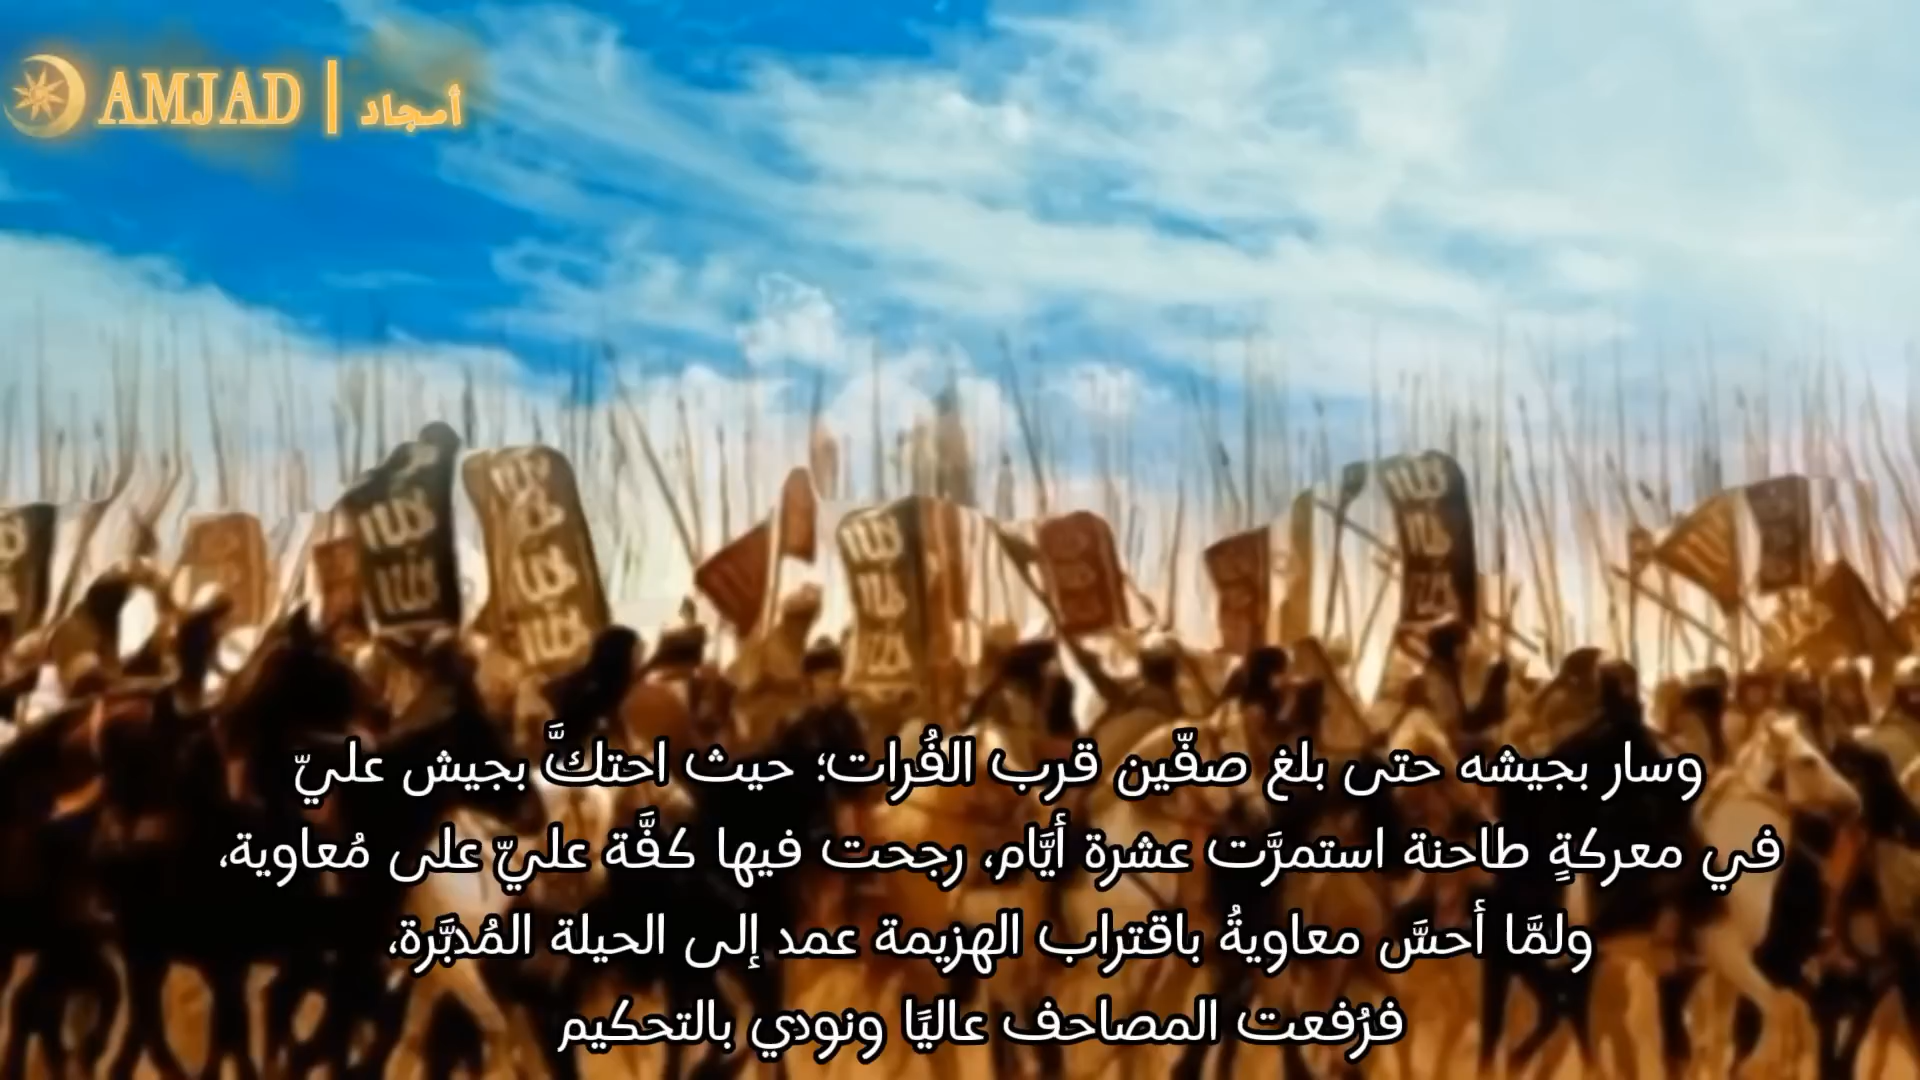 AMJAD | أمجاد
وسار بجيشه حتى بلغ صفّين قرب الفُرات؛ حيث احتكَّ بجيش عليّ
في معركةٍ طاحنة استمرَّت عشرة أيَّام، رجحت فيها كفَّة عليّ على مُعاوية،
ولمَّا أحسَّ معاويةُ باقتراب الهزيمة عمد إلى الحيلة المُدبَّرة،
فرُفعت المصاحف عاليًا ونودي بالتحكيم